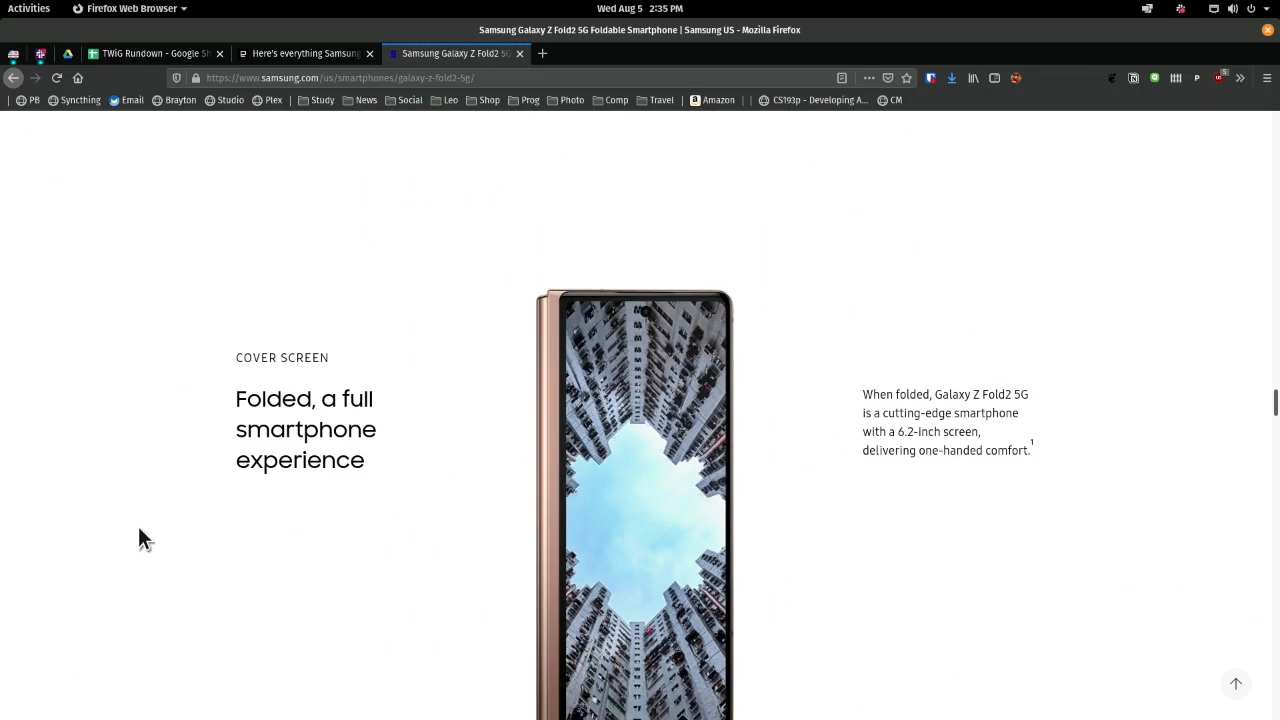 Activities
Firefox Web Browser
Wed Aug 5 2:35 PM
Samsung Galaxy Z Fold2 5G Foldable Smartphone | Samsung US - Mozilla Firefox
TWiG Rundown - Google Sh
Here's everything Samsung
Samsung Galaxy Z Fold2 5G
https://www.samsung.com/us/smartphones/galaxy-z-fold2-5g/
PB
Syncthing
Email
Brayton
Studio
Plex
Study
News
Social
Leo
Shop
Prog
Photo
Comp
Travel
Amazon
CS193p - Developing A...
CM
COVER SCREEN
Folded, a full
smartphone
experience
When folded, Galaxy Z Fold2 5G
is a cutting-edge smartphone
with a 6.2-inch screen,
delivering one-handed comfort.1